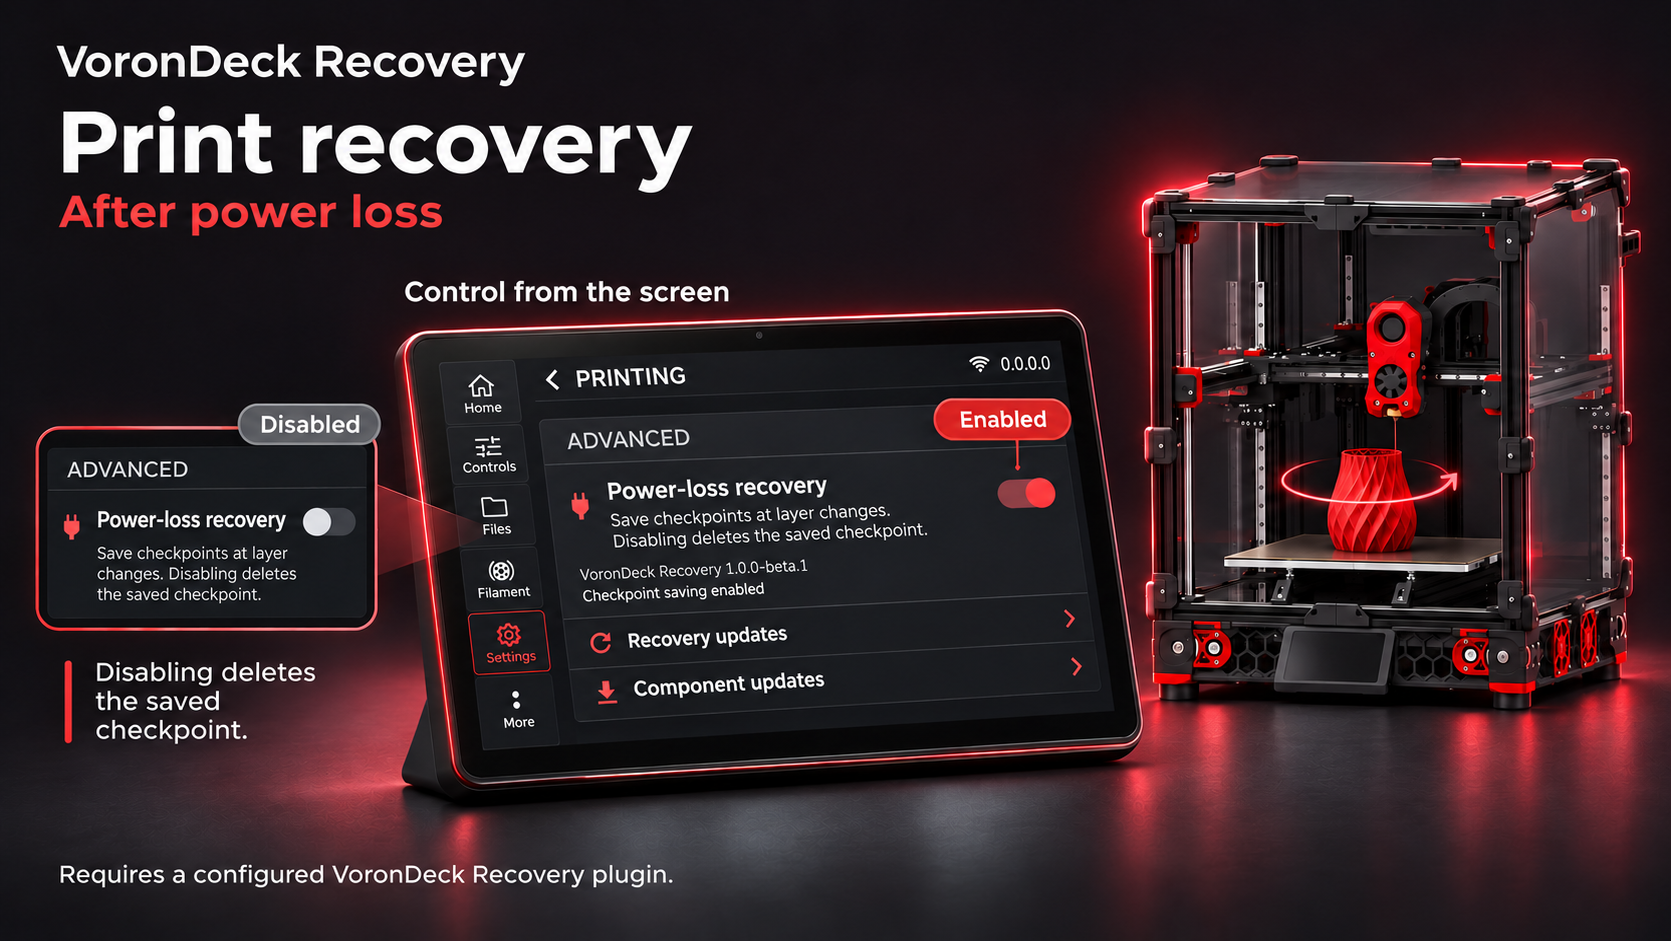 VoronDeck Recovery
Print recovery
After power loss
Control from the screen
Disabled
ADVANCED
Power-loss recovery
Save checkpoints at layer
changes. Disabling deletes
the saved checkpoint.
Disabling deletes
the saved
checkpoint.
Home
Controls
Files
Filament
Settings
More
PRINTING
0.0.0.0
ADVANCED
Enabled
Power-loss recovery
Save checkpoints at layer changes.
Disabling deletes the saved checkpoint.
VoronDeck Recovery 1.0.0-beta.1
Checkpoint saving enabled
Recovery updates
Component updates
Requires a configured VoronDeck Recovery plugin.